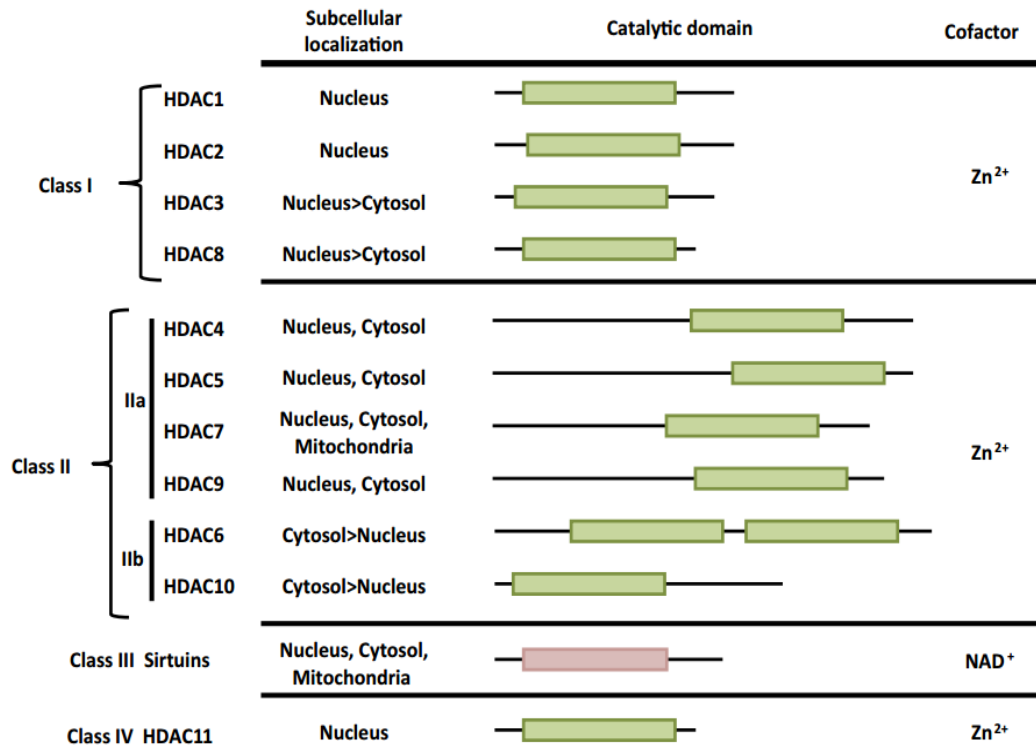 Subcellular localization Catalytic domain Cofactor
Class I
HDAC1 Nucleus
HDAC2 Nucleus
HDAC3 Nucleus>Cytosol
HDAC8 Nucleus>Cytosol
Zn2+
Class II
IIa
HDAC4 Nucleus, Cytosol
HDAC5 Nucleus, Cytosol
HDAC7 Nucleus, Cytosol, Mitochondria
HDAC9 Nucleus, Cytosol
Zn2+
IIb
HDAC6 Cytosol>Nucleus
HDAC10 Cytosol>Nucleus
Class III Sirtuins Nucleus, Cytosol, Mitochondria NAD+
Class IV HDAC11 Nucleus Zn2+